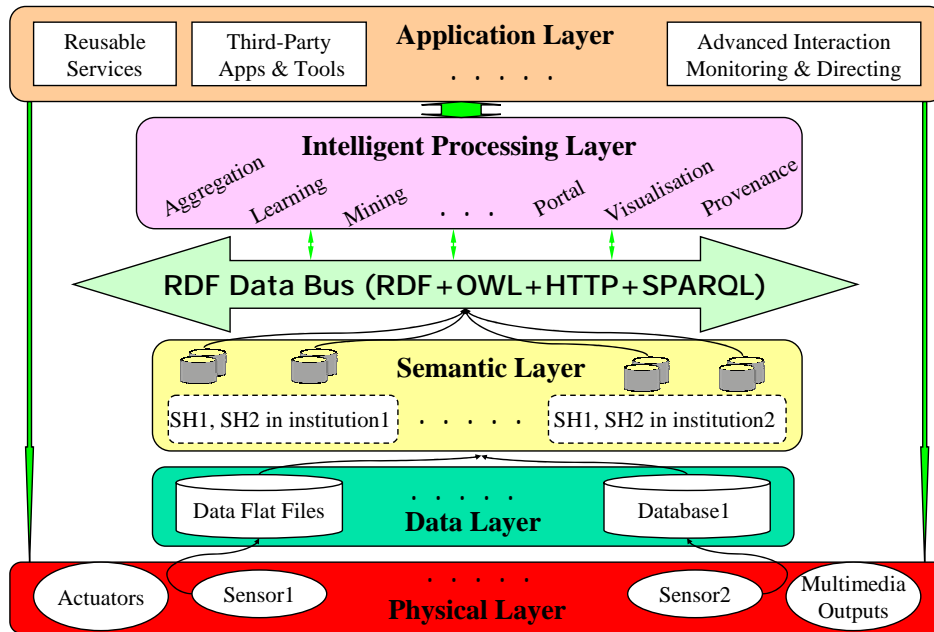 Reusable
Services
Third-Party
Apps & Tools
Application Layer
. . . . .
Advanced Interaction
Monitoring & Directing
Intelligent Processing Layer
Aggregation
Learning
Mining
. . .
Portal
Visualisation
Provenance
RDF Data Bus (RDF+OWL+HTTP+SPARQL)
Semantic Layer
SH1, SH2 in institution1
. . . . .
SH1, SH2 in institution2
Data Flat Files
. . . . .
Data Layer
Database1
Actuators
Sensor1
. . . . .
Physical Layer
Sensor2
Multimedia
Outputs